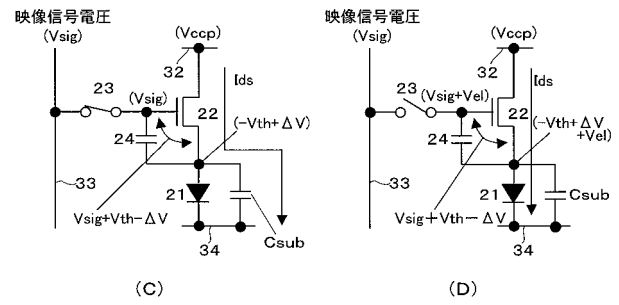 映像信号電圧
(Vsig)
(Vccp)
32
Ids
23
(Vsig)
22
24
(-Vth+ΔV)
33
21
Vsig+Vth-ΔV
Csub
34
(C)
映像信号電圧
(Vsig)
(Vccp)
32
Ids
23
(Vsig+Vel)
22
24
(-Vth+ΔV
+Vel)
33
21
Csub
Vsig+Vth-ΔV
34
(D)